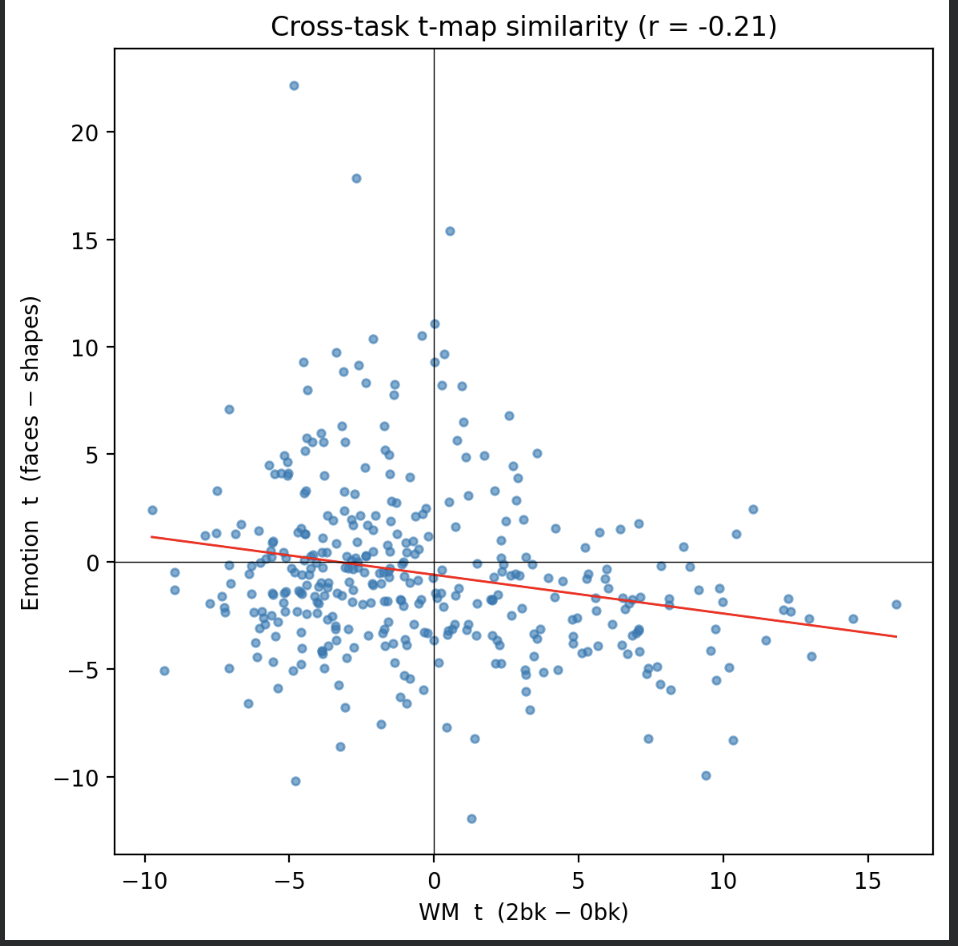 Cross-task t-map similarity (r = -0.21)
20
15
10
5
0
−5
−10
Emotion t (faces − shapes)
−10 −5 0 5 10 15
WM t (2bk − 0bk)